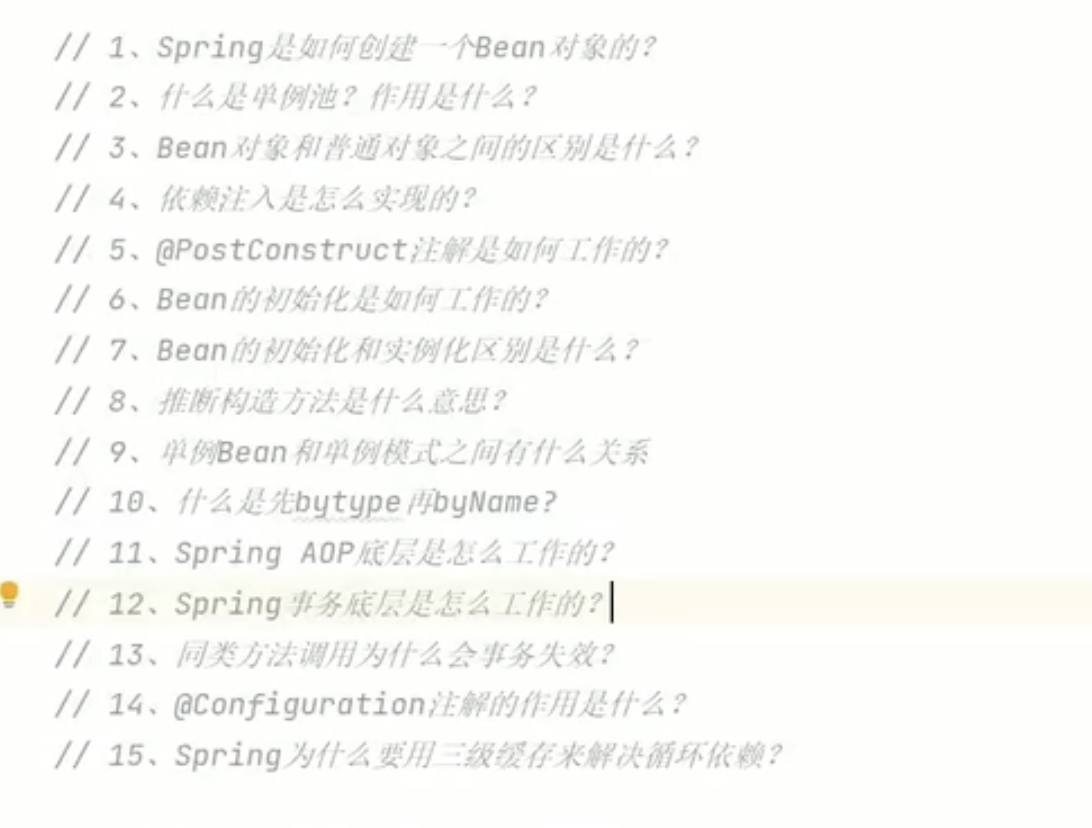 // 1、Spring是如何创建一个Bean对象的?
// 2、什么是单例池? 作用是什么?
// 3、Bean对象和普通对象之间的区别是什么?
// 4、依赖注入是怎么实现的?
// 5、@PostConstruct注解是如何工作的?
// 6、Bean的初始化是如何工作的?
// 7、Bean的初始化和实例化区别是什么?
// 8、推断构造方法是什么意思?
// 9、单例Bean和单例模式之间有什么关系
// 10、什么是先bytype再byName?
// 11、Spring AOP底层是怎么工作的?
// 12、Spring事务底层是怎么工作的?
// 13、同类方法调用为什么会事务失效?
// 14、@Configuration注解的作用是什么?
// 15、Spring为什么要用三级缓存来解决循环依赖?